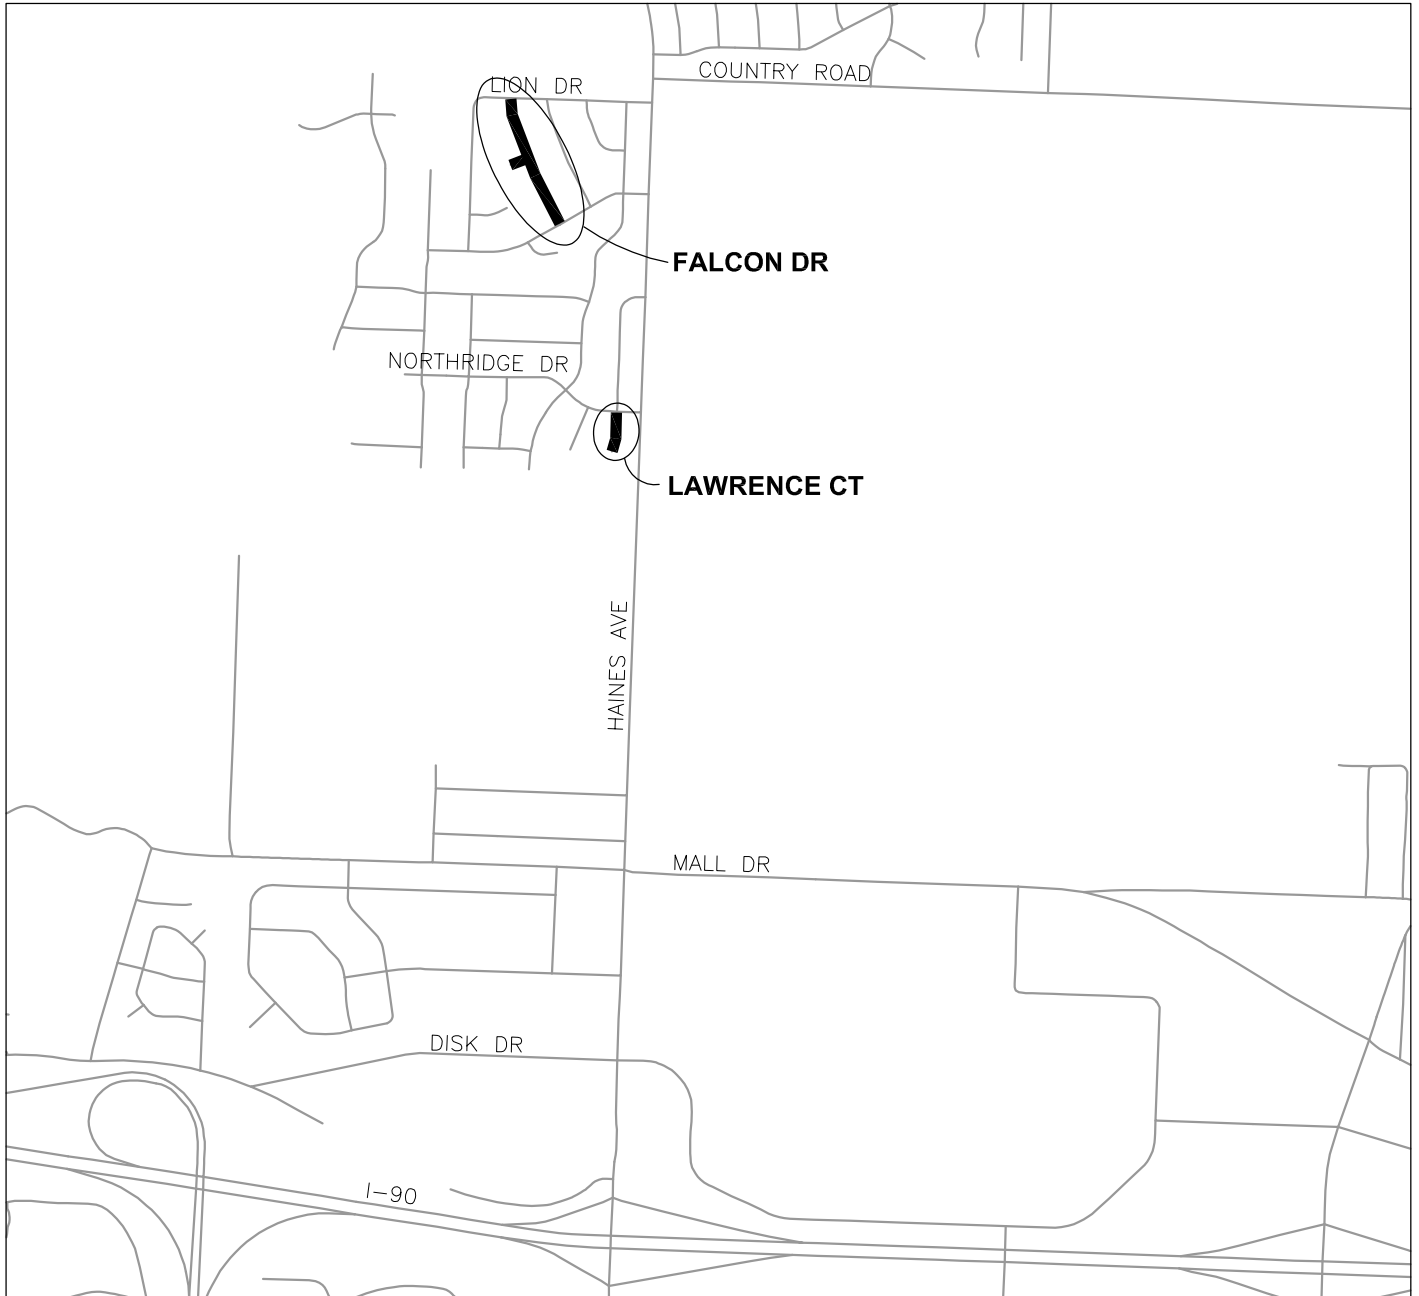 COUNTRY ROAD
LION DR
FALCON DR
NORTHRIDGE DR
LAWRENCE CT
HAINES AVE
MALL DR
DISK DR
I-90